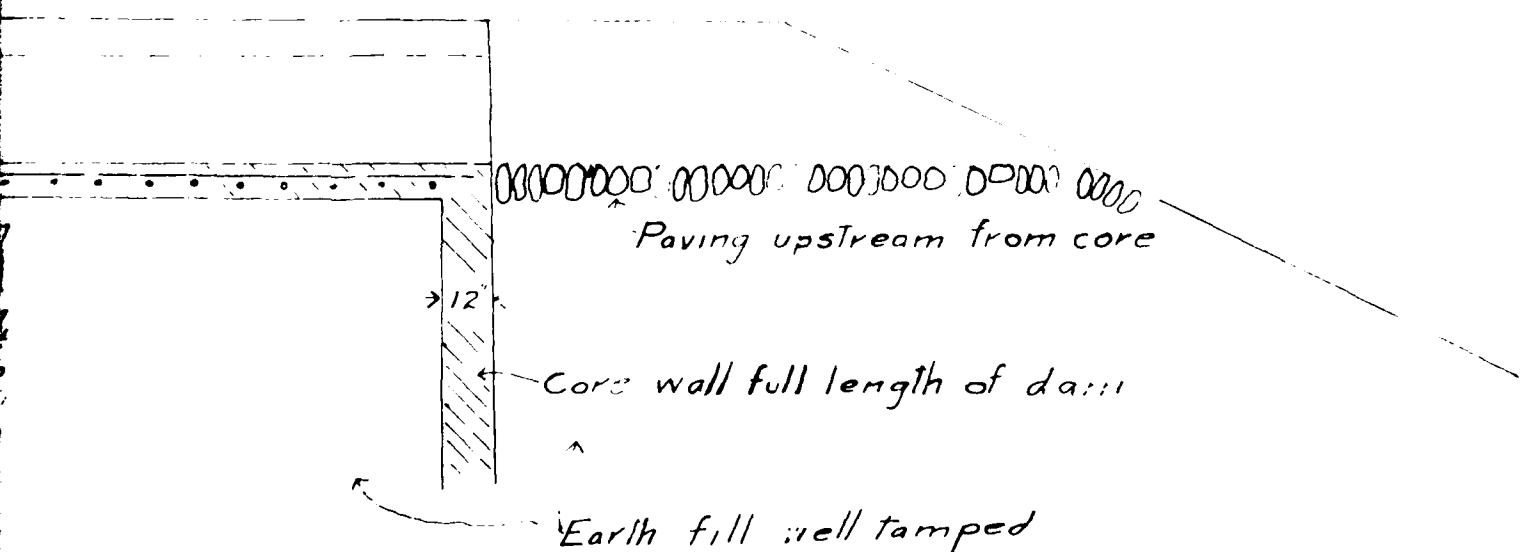 Paving upstream from core
12"
Core wall full length of dam
Earth fill well tamped